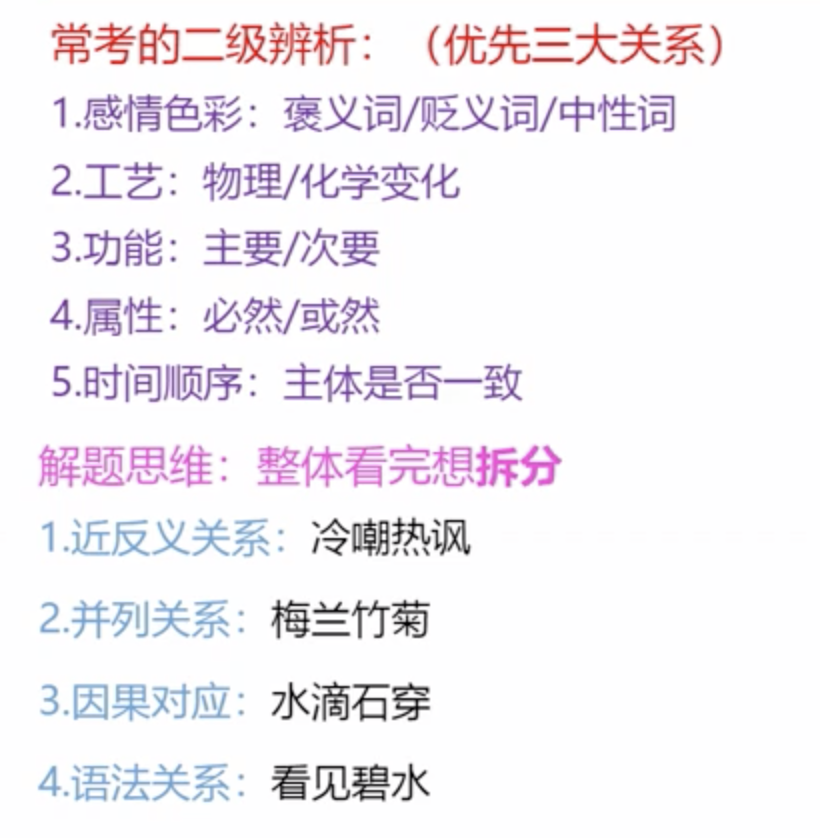 常考的二级辨析：（优先三大关系）
1.感情色彩：褒义词/贬义词/中性词
2.工艺：物理/化学变化
3.功能：主要/次要
4.属性：必然/或然
5.时间顺序：主体是否一致
解题思维：整体看完想拆分
1.近反义关系：冷嘲热讽
2.并列关系：梅兰竹菊
3.因果对应：水滴石穿
4.语法关系：看见碧水